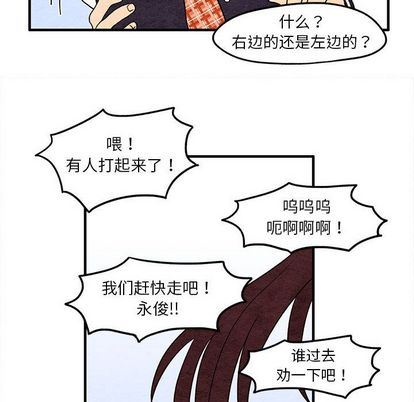 什么？
右边的还是左边的？
喂！
有人打起来了！
呜呜呜
呃啊啊啊！
我们赶快走吧！
永俊!!
谁过去
劝一下吧！